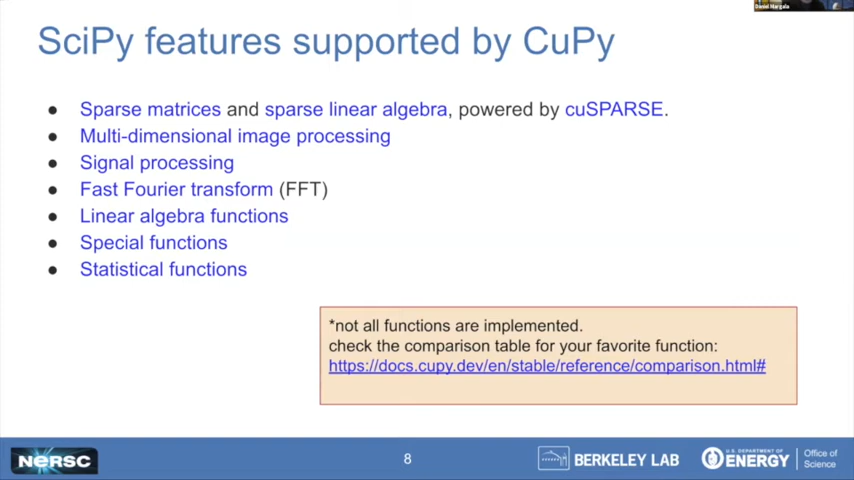 Daniel Margala
SciPy features supported by CuPy
● Sparse matrices and sparse linear algebra, powered by cuSPARSE.
● Multi-dimensional image processing
● Signal processing
● Fast Fourier transform (FFT)
● Linear algebra functions
● Special functions
● Statistical functions
*not all functions are implemented.
check the comparison table for your favorite function:
https://docs.cupy.dev/en/stable/reference/comparison.html#
NERSC
8
BERKELEY LAB
U.S. DEPARTMENT OF
ENERGY
Office of
Science